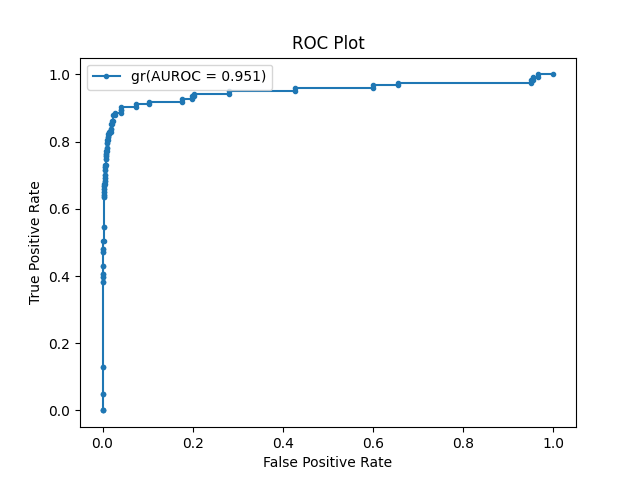 ROC Plot
gr(AUROC = 0.951)
True Positive Rate
1.0
0.8
0.6
0.4
0.2
0.0
0.0 0.2 0.4 0.6 0.8 1.0
False Positive Rate